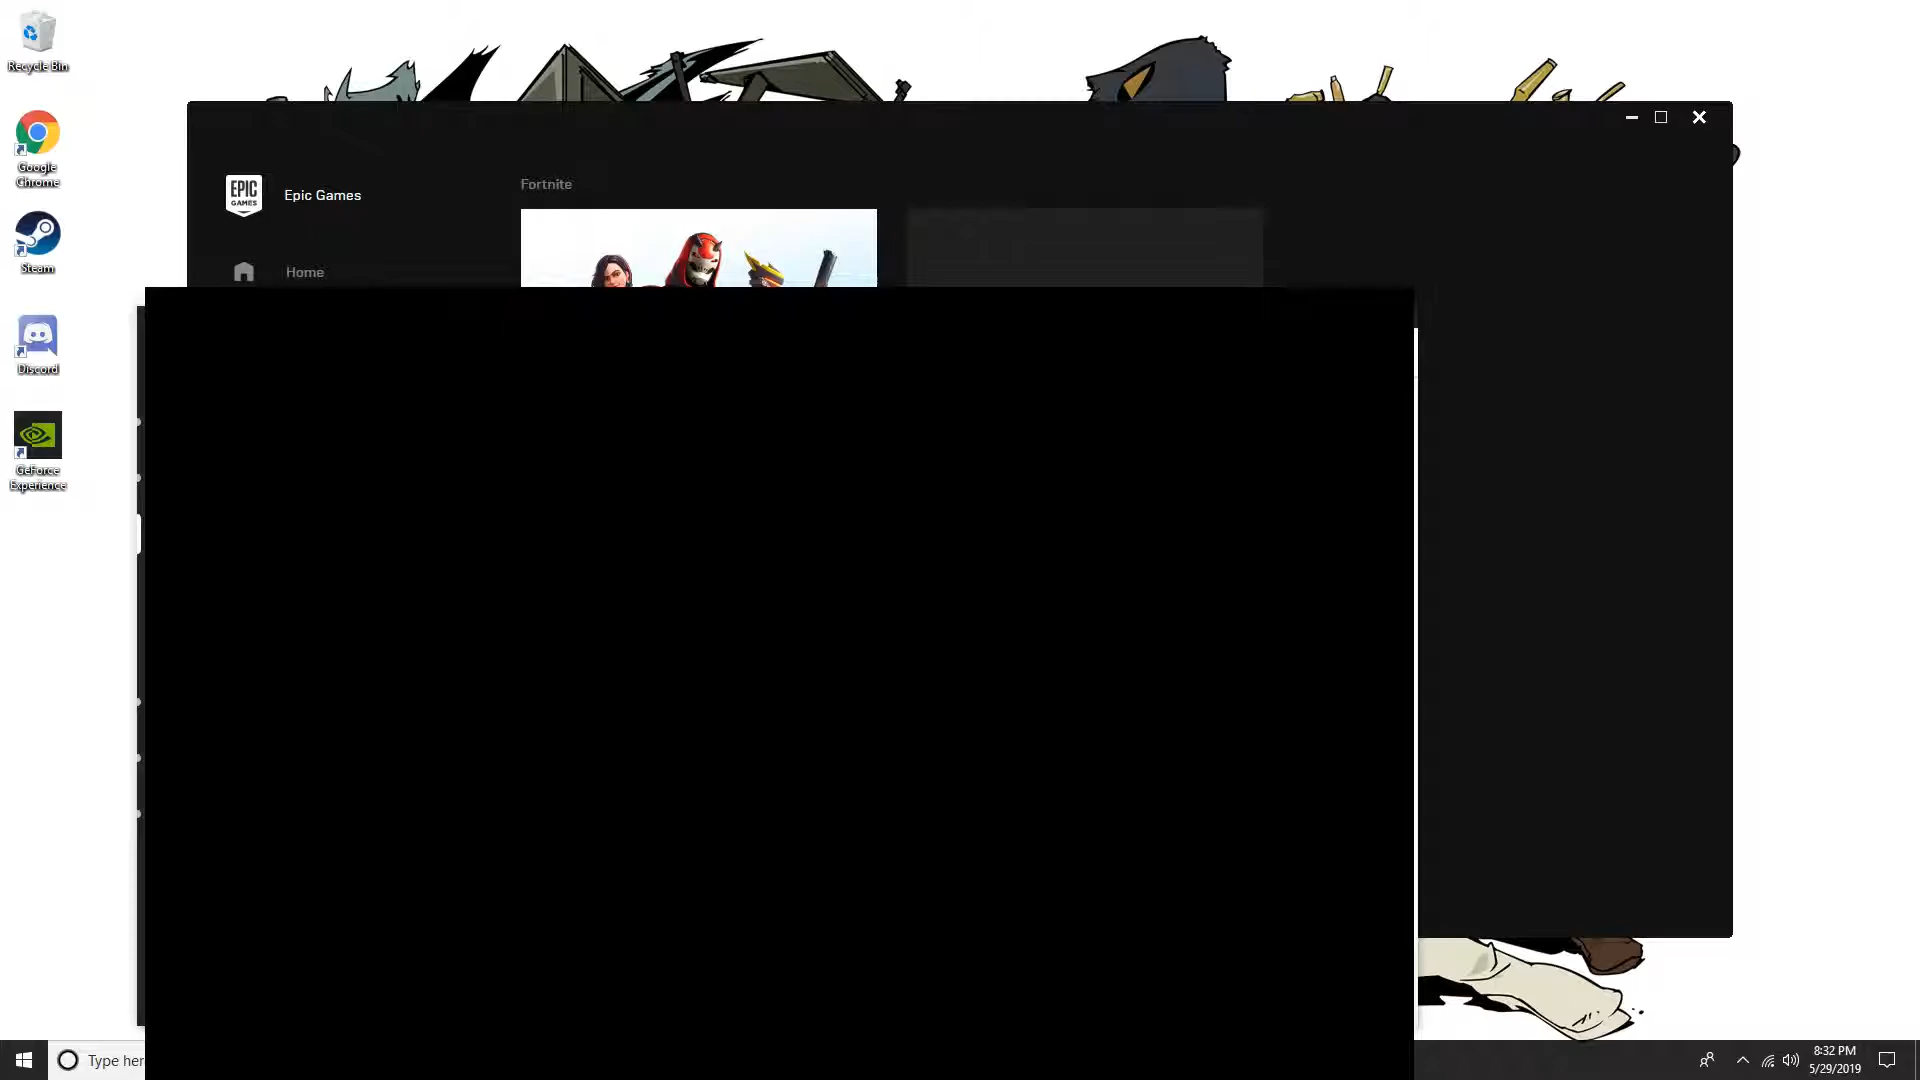 Recycle Bin
Google
Chrome
Steam
Discord
GeForce
Experience
EPIC
GAMES
Epic Games
Home
Fortnite
Type her
8:32 PM
5/29/2019